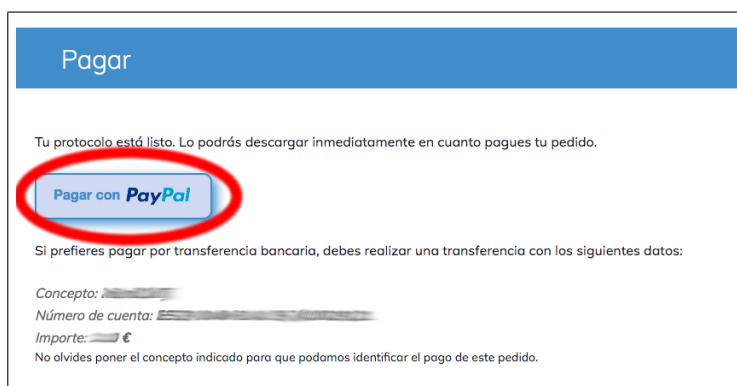 Pagar
Tu protocolo está listo. Lo podrás descargar inmediatamente en cuanto pagues tu pedido.
Pagar con PayPal
Si prefieres pagar por transferencia bancaria, debes realizar una transferencia con los siguientes datos:
Concepto:
Número de cuenta:
Importe: €
No olvides poner el concepto indicado para que podamos identificar el pago de este pedido.